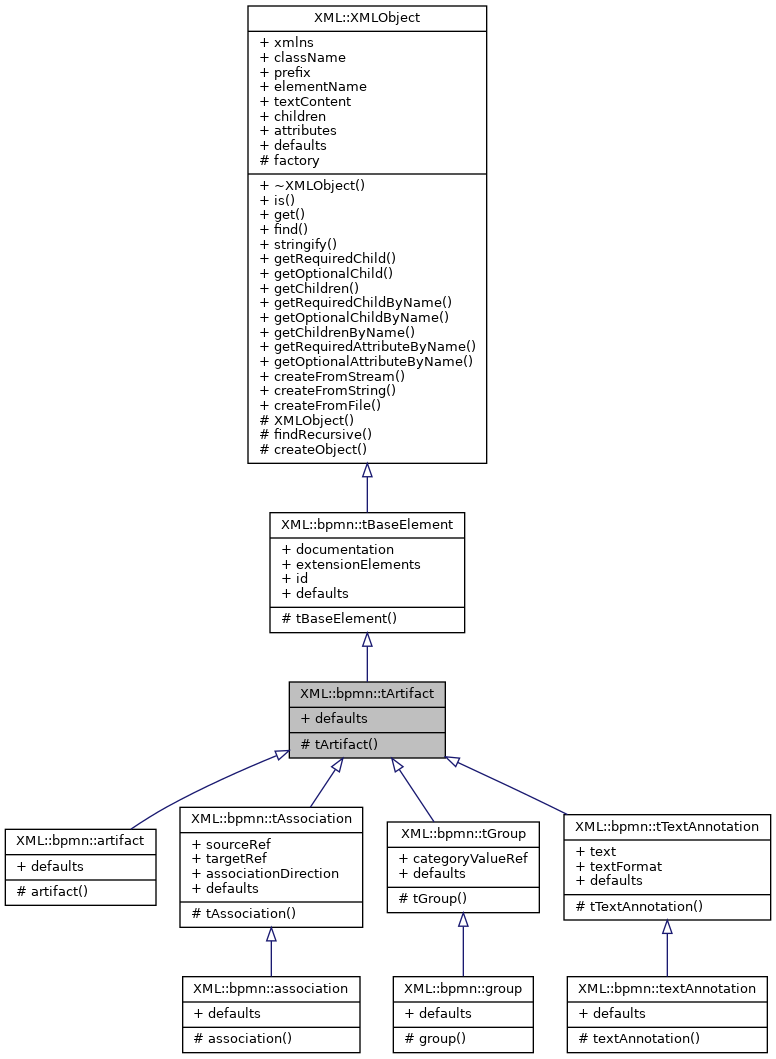 XML::XMLObject
+ xmlns
+ className
+ prefix
+ elementName
+ textContent
+ children
+ attributes
+ defaults
# factory
+ ~XMLObject()
+ is()
+ get()
+ find()
+ stringify()
+ getRequiredChild()
+ getOptionalChild()
+ getChildren()
+ getRequiredChildByName()
+ getOptionalChildByName()
+ getChildrenByName()
+ getRequiredAttributeByName()
+ getOptionalAttributeByName()
+ createFromStream()
+ createFromString()
+ createFromFile()
# XMLObject()
# findRecursive()
# createObject()
XML::bpmn::tBaseElement
+ documentation
+ extensionElements
+ id
+ defaults
# tBaseElement()
XML::bpmn::tArtifact
+ defaults
# tArtifact()
XML::bpmn::artifact
+ defaults
# artifact()
XML::bpmn::tAssociation
+ sourceRef
+ targetRef
+ associationDirection
+ defaults
# tAssociation()
XML::bpmn::tGroup
+ categoryValueRef
+ defaults
# tGroup()
XML::bpmn::tTextAnnotation
+ text
+ textFormat
+ defaults
# tTextAnnotation()
XML::bpmn::association
+ defaults
# association()
XML::bpmn::group
+ defaults
# group()
XML::bpmn::textAnnotation
+ defaults
# textAnnotation()